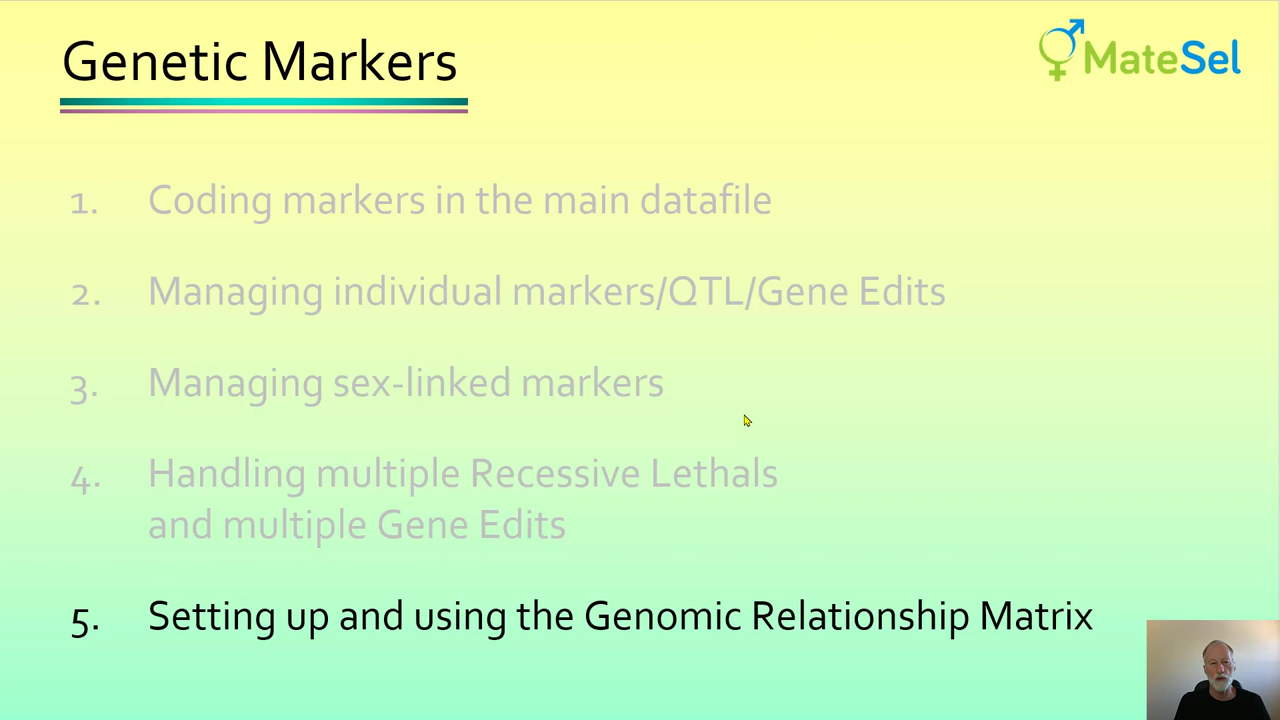 Genetic Markers
MateSel
1. Coding markers in the main datafile
2. Managing individual markers/QTL/Gene Edits
3. Managing sex-linked markers
4. Handling multiple Recessive Lethals
and multiple Gene Edits
5. Setting up and using the Genomic Relationship Matrix